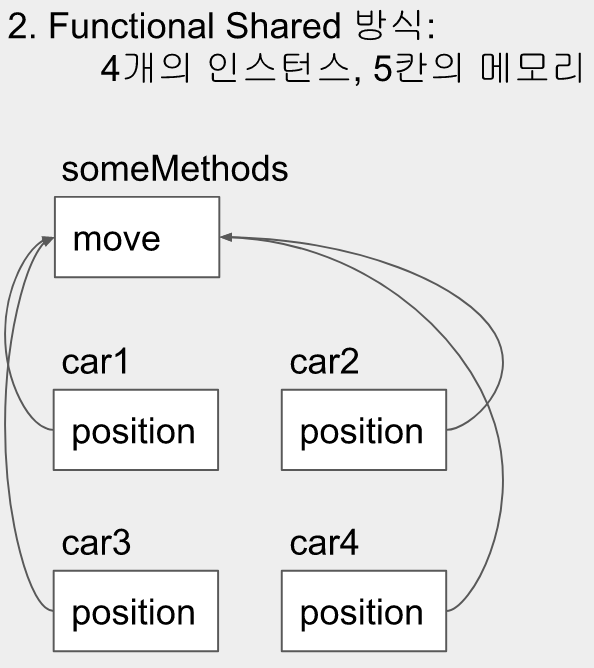 2. Functional Shared 방식:
4개의 인스턴스, 5칸의 메모리
someMethods
move
car1
car2
position
position
car3
car4
position
position